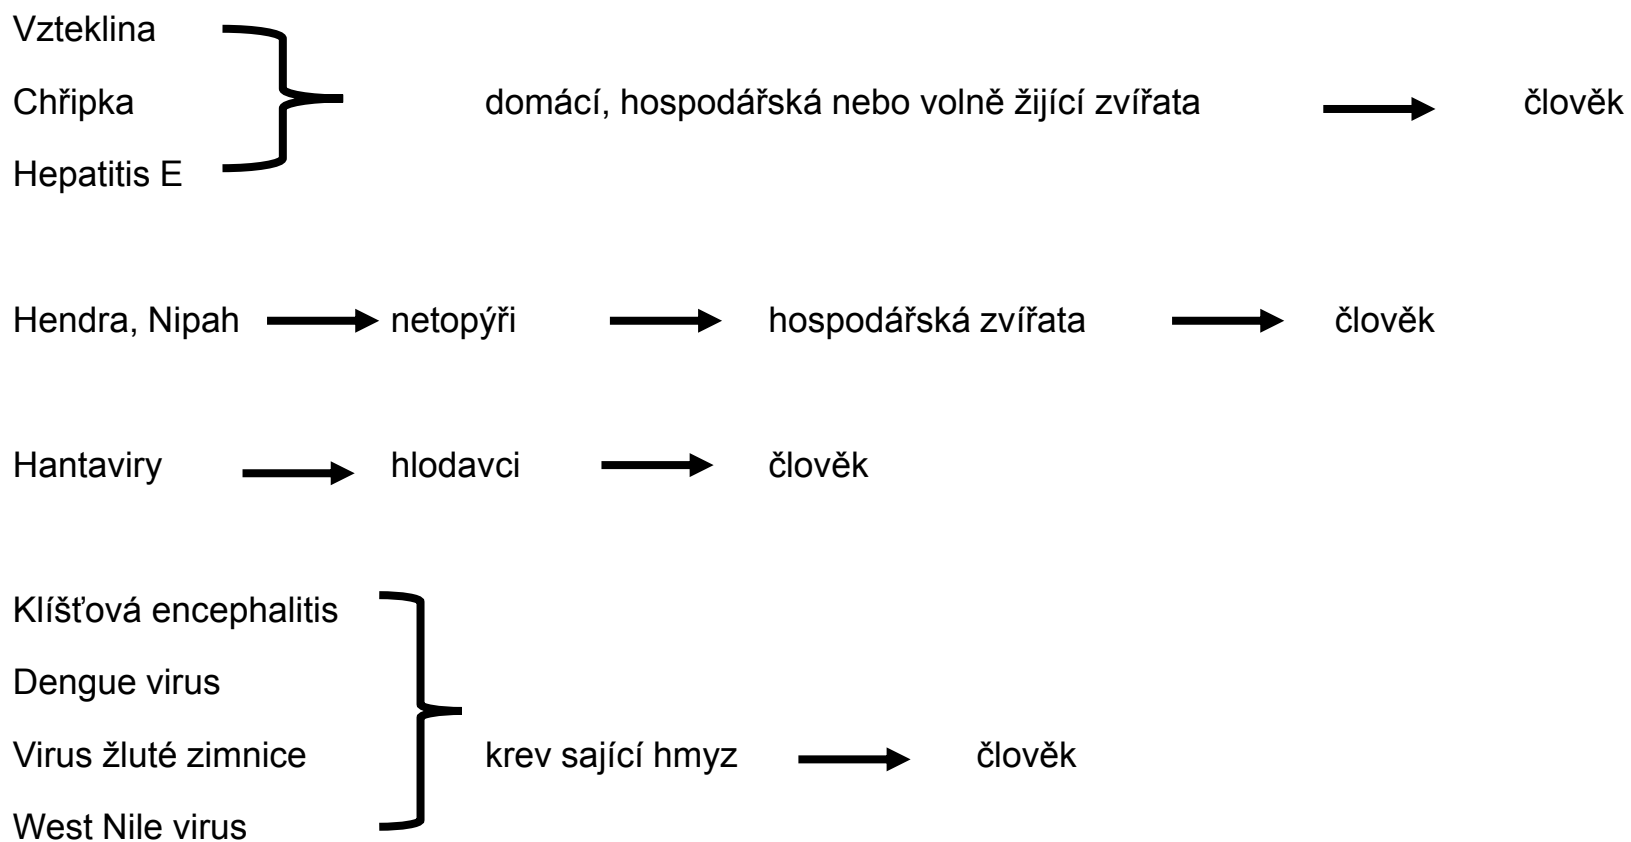 Vzteklina
Chřipka domácí, hospodářská nebo volně žijící zvířata člověk
Hepatitis E
Hendra, Nipah netopýři hospodářská zvířata člověk
Hantaviry hlodavci člověk
Klíšťová encephalitis
Dengue virus
Virus žluté zimnice krev sající hmyz člověk
West Nile virus